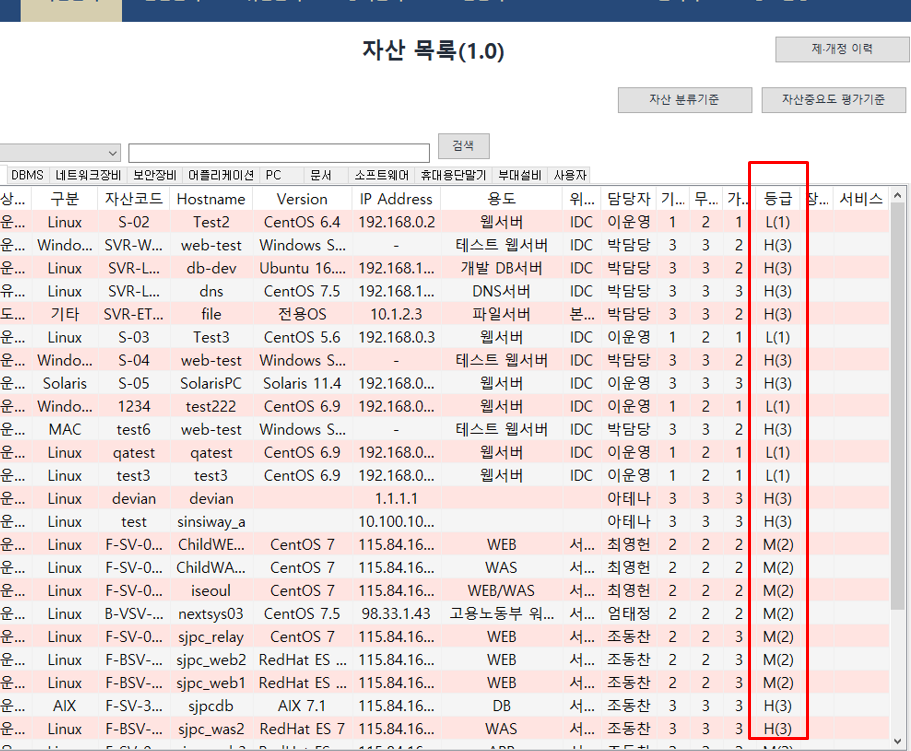 자산 목록(1.0)
제·개정 이력
자산 분류기준 자산중요도 평가기준
검색
DBMS 네트워크장비 보안장비 어플리케이션 PC 문서 소프트웨어 휴대용단말기 부대설비 사용자
상... 구분 자산코드 Hostname Version IP Address 용도 위... 담당자 기... 무... 가... 등급 장... 서비스
운... Linux S-02 Test2 CentOS 6.4 192.168.0.2 웹서버 IDC 이운영 1 2 1 L(1)
운... Windo... SVR-W... web-test Windows S... - 테스트 웹서버 IDC 박담당 3 3 2 H(3)
운... Linux SVR-L... db-dev Ubuntu 16.... 192.168.1... 개발 DB서버 IDC 박담당 3 3 2 H(3)
유... Linux SVR-L... dns CentOS 7.5 192.168.1... DNS서버 IDC 박담당 3 3 3 H(3)
도... 기타 SVR-ET... file 전용OS 10.1.2.3 파일서버 본... 박담당 3 3 2 H(3)
운... Linux S-03 Test3 CentOS 5.6 192.168.0.3 웹서버 IDC 이운영 1 2 1 L(1)
운... Windo... S-04 web-test Windows S... - 테스트 웹서버 IDC 박담당 3 3 2 H(3)
운... Solaris S-05 SolarisPC Solaris 11.4 192.168.0... 웹서버 IDC 이운영 3 3 3 H(3)
운... Windo... 1234 test222 CentOS 6.9 192.168.0... 웹서버 IDC 이운영 1 2 1 L(1)
운... MAC test6 web-test Windows S... - 테스트 웹서버 IDC 박담당 3 3 2 H(3)
운... Linux qatest qatest CentOS 6.9 192.168.0... 웹서버 IDC 이운영 1 2 1 L(1)
운... Linux test3 test3 CentOS 6.9 192.168.0... 웹서버 IDC 이운영 1 2 1 L(1)
운... Linux devian devian 1.1.1.1 아테나 3 3 3 H(3)
운... Linux test sinsiway_a 10.100.10... 아테나 3 3 3 H(3)
운... Linux F-SV-0... ChildWE... CentOS 7 115.84.16... WEB 서... 최영헌 2 2 2 M(2)
운... Linux F-SV-0... ChildWA... CentOS 7 115.84.16... WAS 서... 최영헌 2 2 2 M(2)
운... Linux F-SV-0... iseoul CentOS 7 115.84.16... WEB/WAS 서... 최영헌 2 2 2 M(2)
운... Linux B-VSV-... nextsys03 CentOS 7.5 98.33.1.43 고용노동부 워... 서... 엄태정 2 2 2 M(2)
운... Linux F-SV-0... sjpc_relay CentOS 7 115.84.16... WEB 서... 조동찬 2 2 3 M(2)
운... Linux F-BSV-... sjpc_web2 RedHat ES ... 115.84.16... WEB 서... 조동찬 2 2 3 M(2)
운... Linux F-BSV-... sjpc_web1 RedHat ES ... 115.84.16... WEB 서... 조동찬 2 2 3 M(2)
운... AIX F-SV-3... sjpcdb AIX 7.1 115.84.16... DB 서... 조동찬 3 3 3 H(3)
운... Linux F-BSV-... sjpc_was2 RedHat ES 7 115.84.16... WAS 서... 조동찬 3 3 3 H(3)